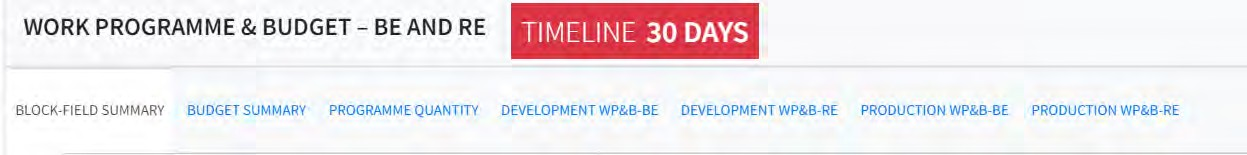 WORK PROGRAMME & BUDGET – BE AND RE TIMELINE 30 DAYS
BLOCK-FIELD SUMMARY BUDGET SUMMARY PROGRAMME QUANTITY DEVELOPMENT WP&B-BE DEVELOPMENT WP&B-RE PRODUCTION WP&B-BE PRODUCTION WP&B-RE